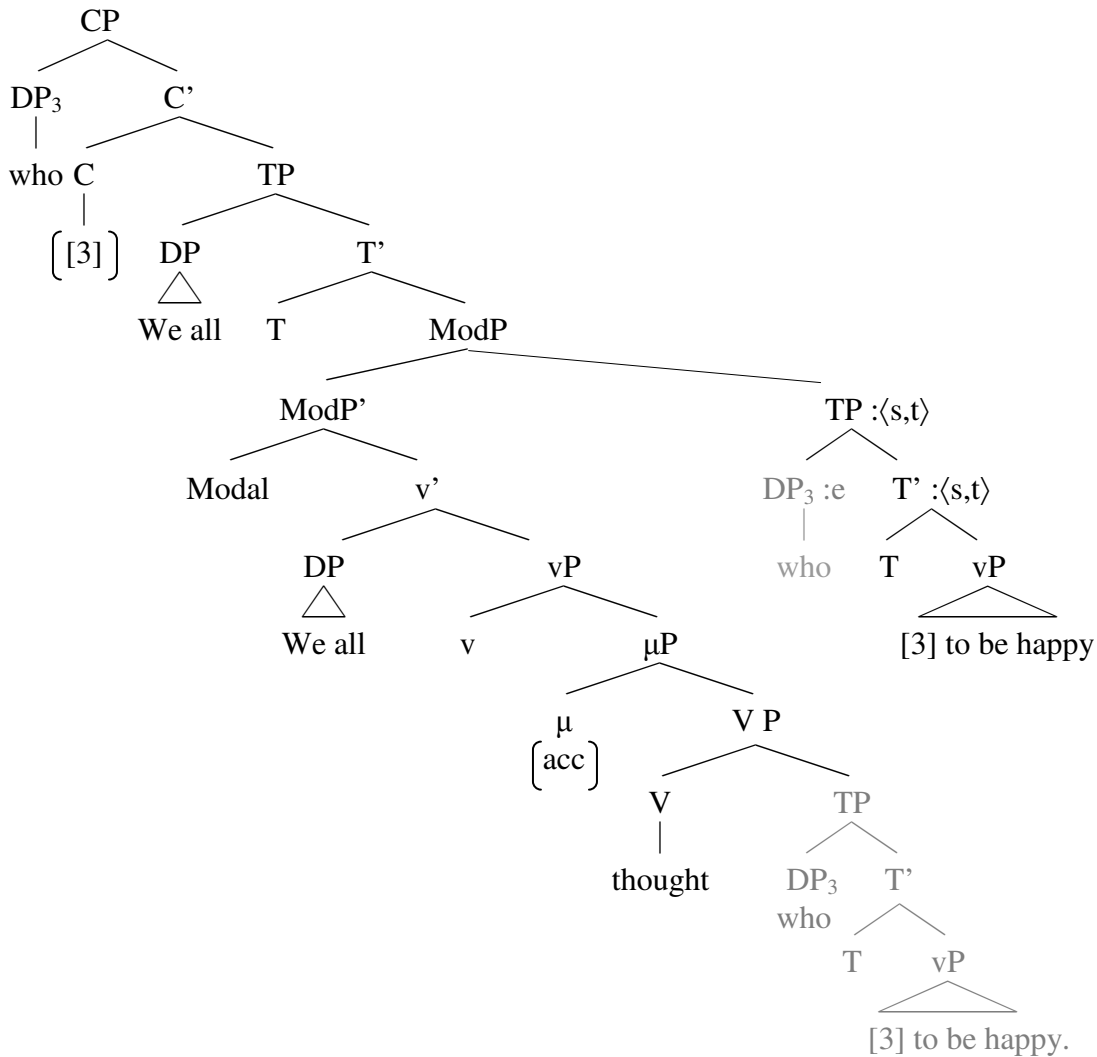 CP
DP₃ C’
who C TP
[3] DP T’
We all T ModP
ModP’ TP :⟨s,t⟩
Modal v’ DP₃ :e T’ :⟨s,t⟩
DP vP who T vP
We all v μP [3] to be happy
μ V P
acc
V TP
thought DP₃ T’
who
T vP
[3] to be happy.